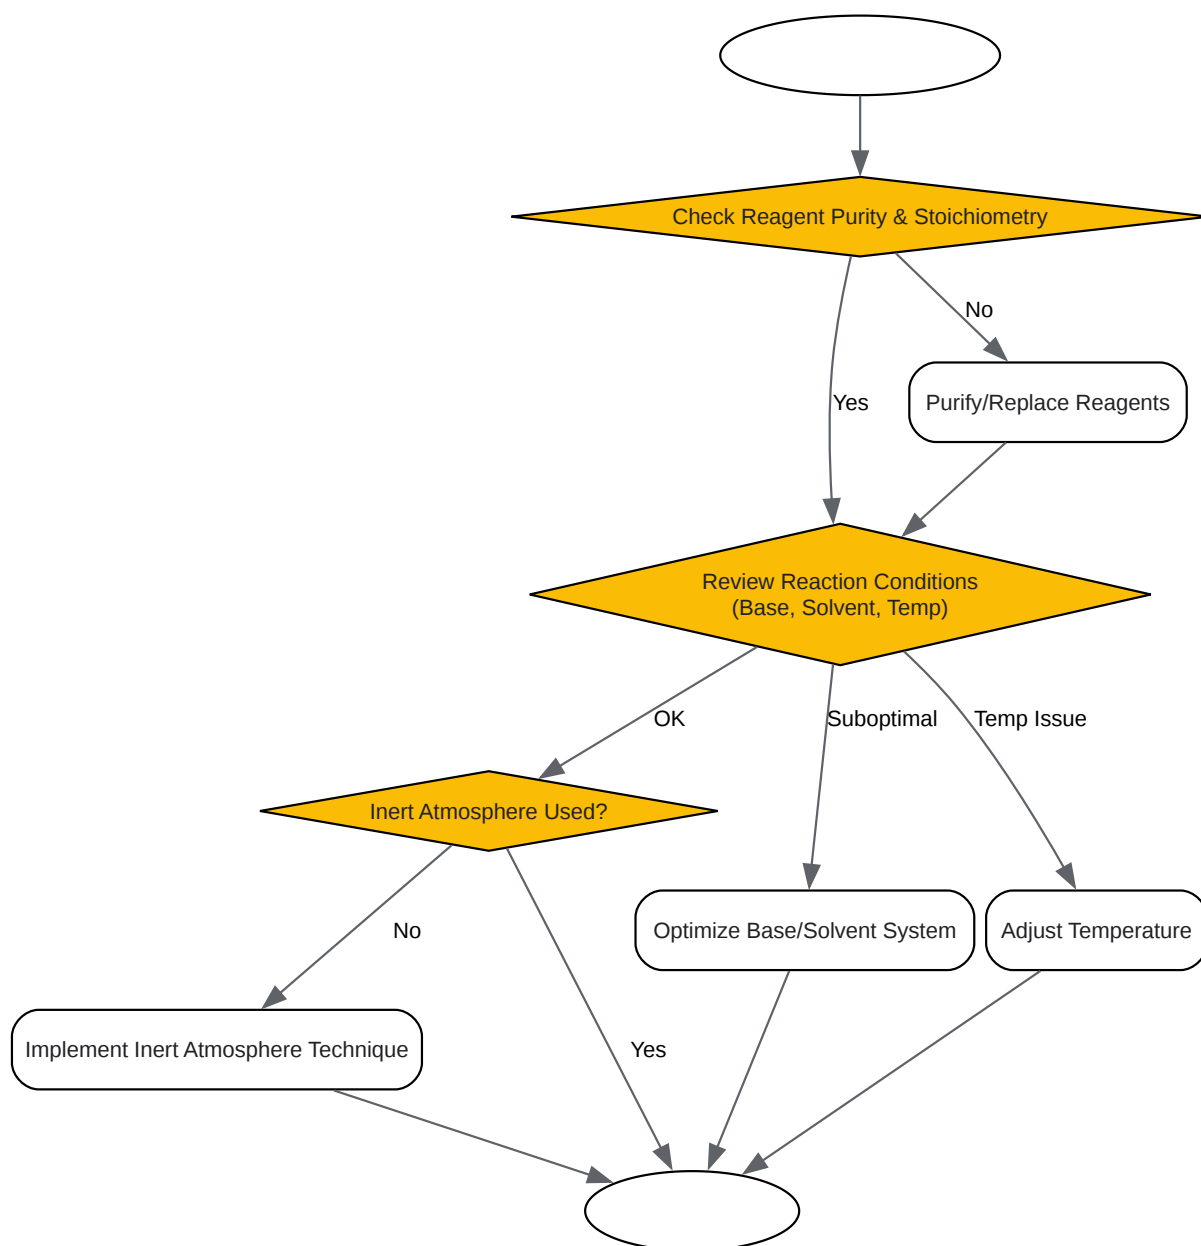 Check Reagent Purity & Stoichiometry
No
Yes
Purify/Replace Reagents
Review Reaction Conditions
(Base, Solvent, Temp)
OK
Suboptimal
Temp Issue
Inert Atmosphere Used?
No
Optimize Base/Solvent System
Adjust Temperature
Implement Inert Atmosphere Technique
Yes